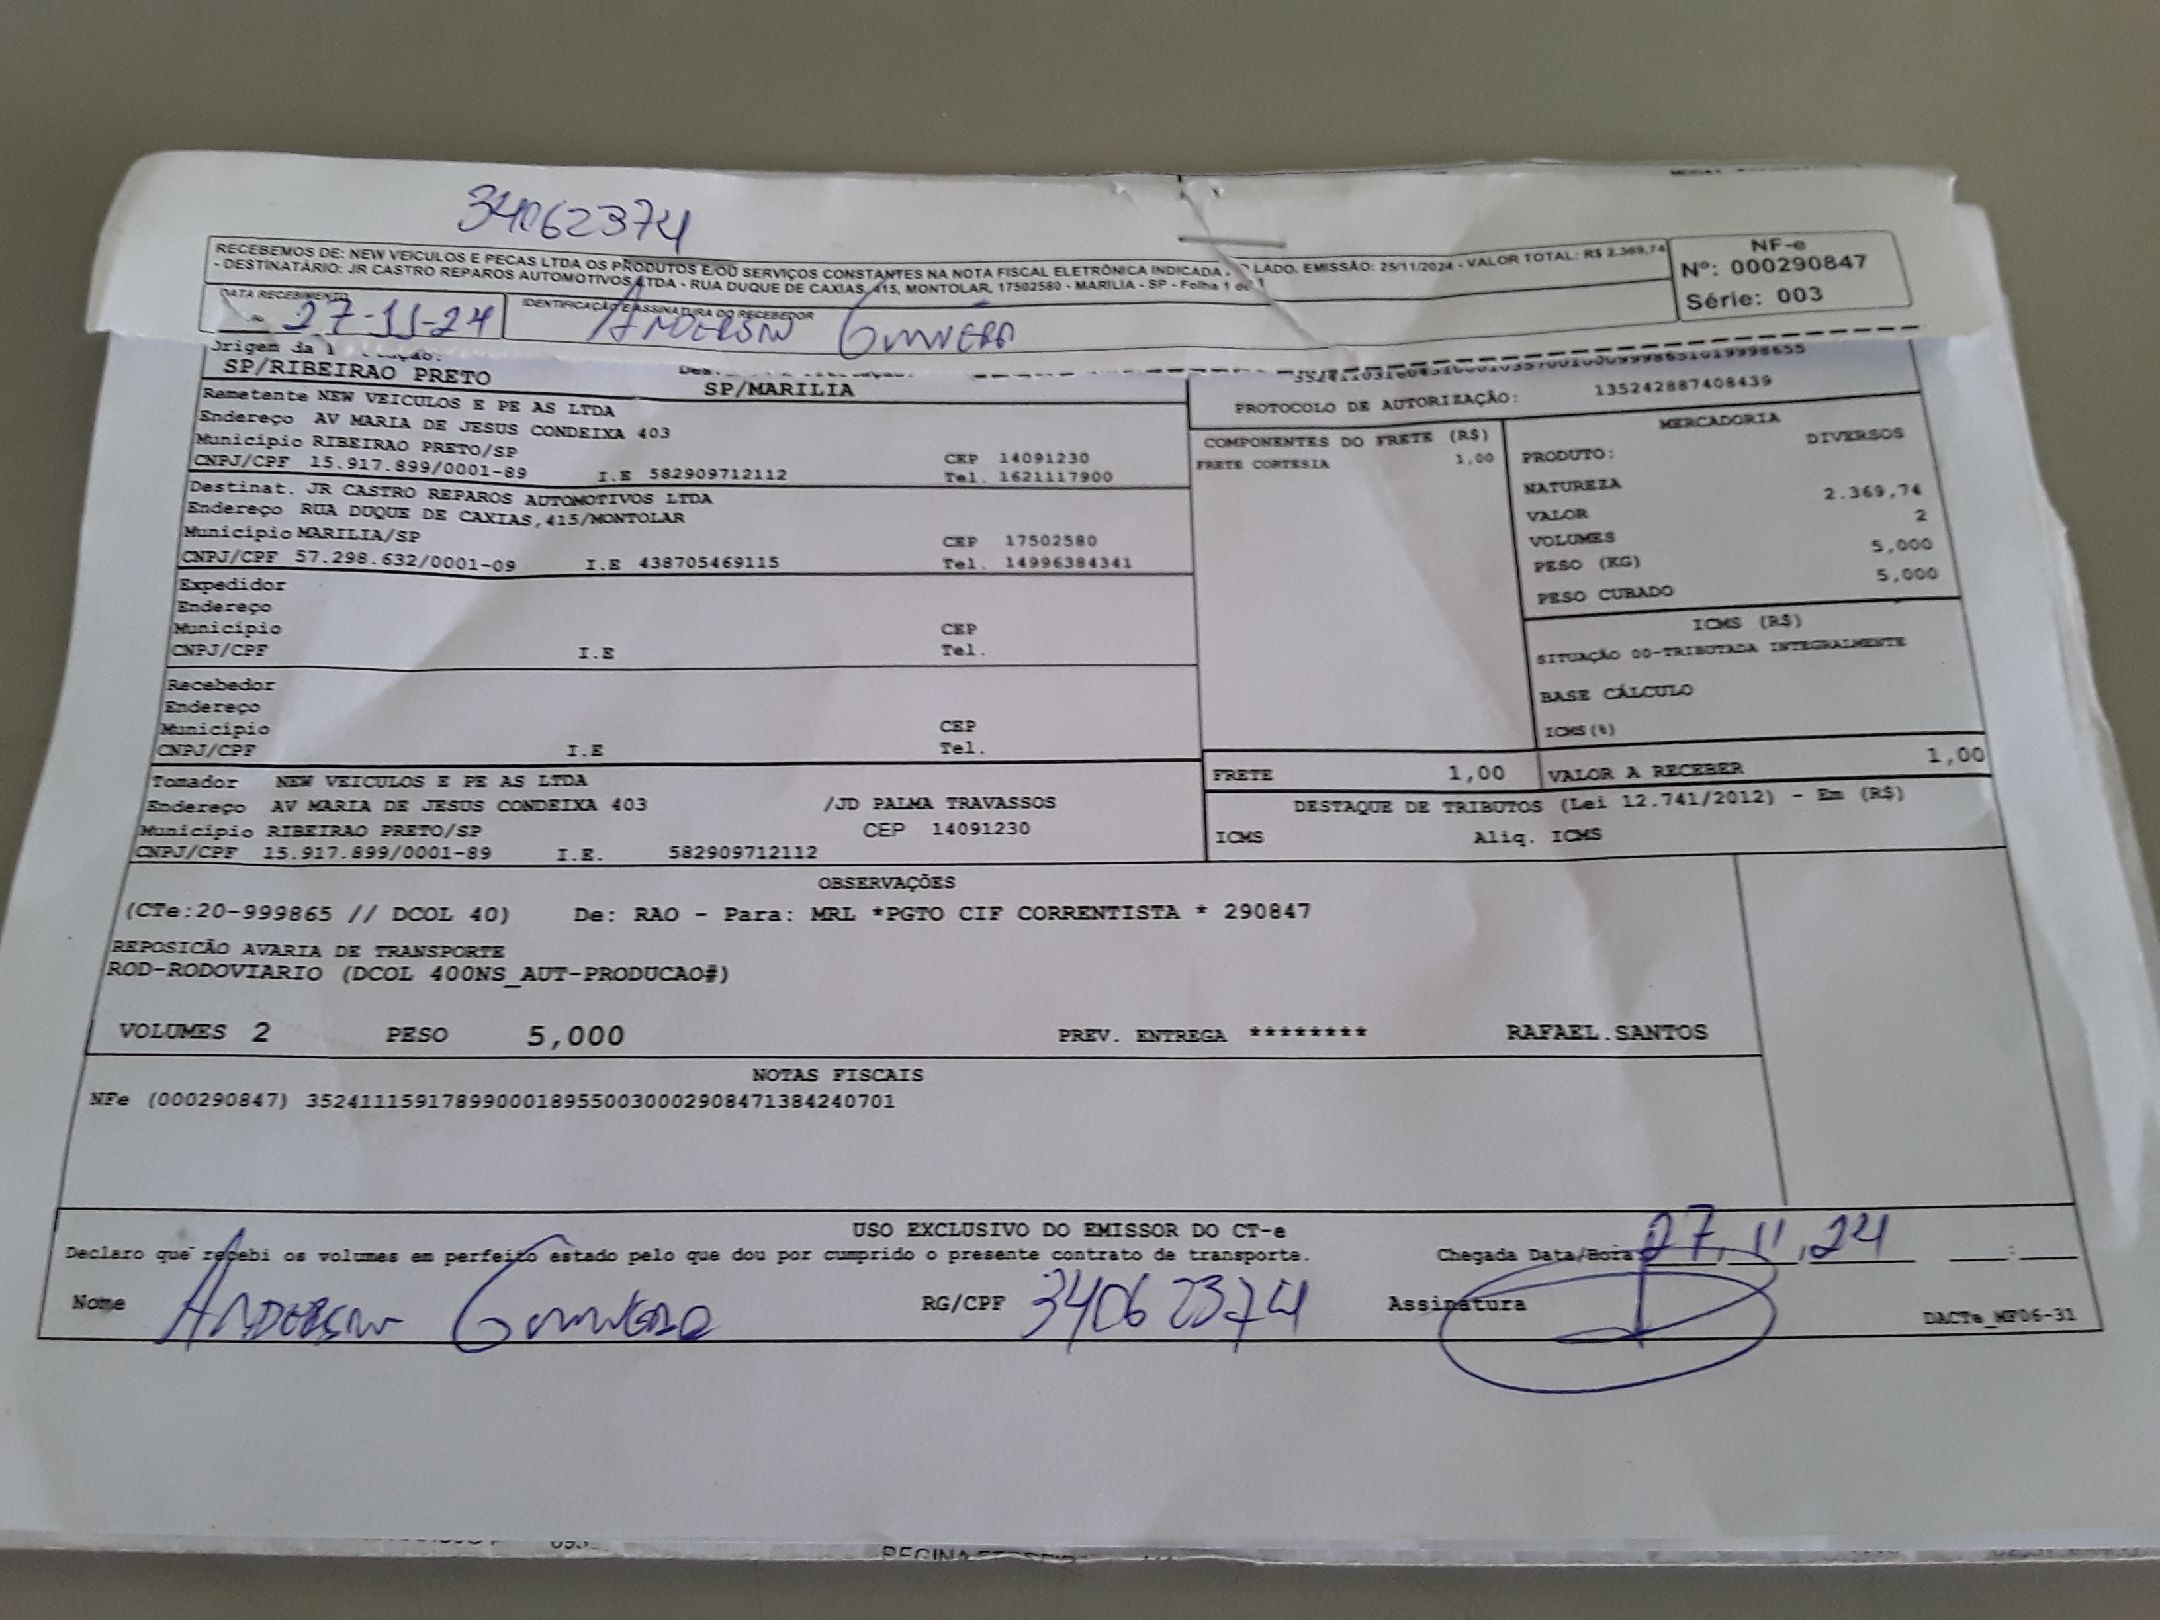 34062374
RECEBEMOS DE: NEW VEICULOS E PECAS LTDA OS PRODUTOS E/OU SERVIÇOS CONSTANTES NA NOTA FISCAL ELETRÔNICA INDICADA LADO. EMISSÃO: 25/11/2024 - VALOR TOTAL: R$ 2.369,74
- DESTINATÁRIO: JR CASTRO REPAROS AUTOMOTIVOS LTDA - RUA DUQUE DE CAXIAS, 415, MONTOLAR, 17502580 - MARILIA - SP - Folha 1 de 1
NF-e
Nº: 000290847
Série: 003
DATA RECEBIMENTO
27-11-24
IDENTIFICAÇÃO E ASSINATURA DO RECEBEDOR
ANDERSON
Origem da
SP/RIBEIRAO PRETO
SP/MARILIA
PROTOCOLO DE AUTORIZAÇÃO: 135242887408439
Remetente NEW VEICULOS E PE AS LTDA
Endereço AV MARIA DE JESUS CONDEIXA 403
Município RIBEIRAO PRETO/SP CEP 14091230
CNPJ/CPF 15.917.899/0001-89 I.E 582909712112 Tel. 1621117900
Destinat. JR CASTRO REPAROS AUTOMOTIVOS LTDA
Endereço RUA DUQUE DE CAXIAS,415/MONTOLAR
Município MARILIA/SP CEP 17502580
CNPJ/CPF 57.298.632/0001-09 I.E 438705469115 Tel. 14996384341
Expedidor
Endereço
Município CEP
CNPJ/CPF I.E Tel.
Recebedor
Endereço
Município CEP
CNPJ/CPF I.E Tel.
Tomador NEW VEICULOS E PE AS LTDA
Endereço AV MARIA DE JESUS CONDEIXA 403 /JD PALMA TRAVASSOS
Município RIBEIRAO PRETO/SP CEP 14091230
CNPJ/CPF 15.917.899/0001-89 I.E. 582909712112
COMPONENTES DO FRETE (R$)
FRETE CORTESIA 1,00
MERCADORIA
PRODUTO: DIVERSOS
NATUREZA
VALOR 2.369,74
VOLUMES 2
PESO (KG) 5,000
PESO CUBADO 5,000
ICMS (R$)
SITUAÇÃO 00-TRIBUTADA INTEGRALMENTE
BASE CÁLCULO
ICMS(%)
FRETE 1,00 VALOR A RECEBER 1,00
DESTAQUE DE TRIBUTOS (Lei 12.741/2012) - Em (R$)
ICMS Aliq. ICMS
OBSERVAÇÕES
(CTe:20-999865 // DCOL 40) De: RAO - Para: MRL *PGTO CIF CORRENTISTA * 290847
REPOSICÃO AVARIA DE TRANSPORTE
ROD-RODOVIARIO (DCOL 400NS_AUT-PRODUCAO#)
VOLUMES 2 PESO 5,000 PREV. ENTREGA ******** RAFAEL.SANTOS
NOTAS FISCAIS
NFe (000290847) 35241115917899000189550030002908471384240701
USO EXCLUSIVO DO EMISSOR DO CT-e
Declaro que recebi os volumes em perfeito estado pelo que dou por cumprido o presente contrato de transporte. Chegada Data/Hora 27,11,24 :
Nome ANDERSON RG/CPF 34062374 Assinatura
DACTe_MF06-31